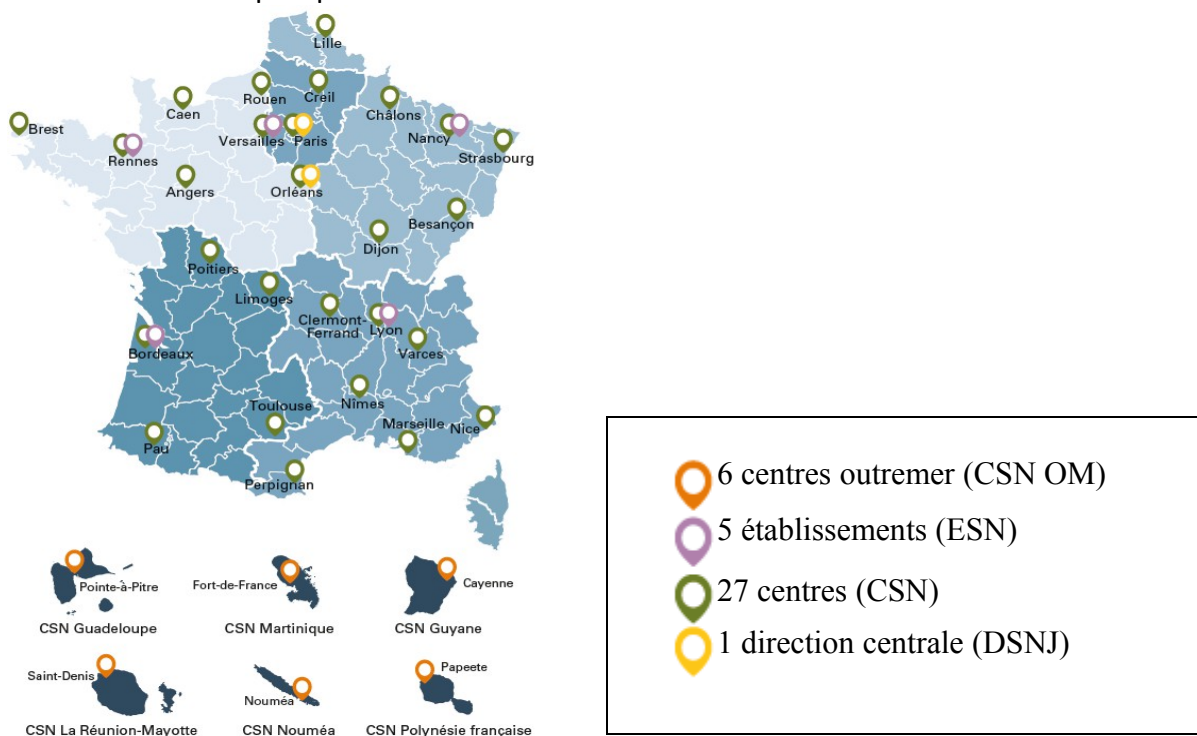 Lille
Rouen
Creil
Caen
Châlons
Brest
Versailles
Paris
Nancy
Rennes
Strasbourg
Angers
Orléans
Besançon
Dijon
Poitiers
Limoges
Clermont-
Ferrand
Lyon
Bordeaux
Varces
Nîmes
Toulouse
Marseille
Nice
Pau
Perpignan
Pointe-à-Pitre
CSN Guadeloupe
Fort-de-France
CSN Martinique
Cayenne
CSN Guyane
Saint-Denis
CSN La Réunion-Mayotte
Nouméa
CSN Nouméa
Papeete
CSN Polynésie française
6 centres outremer (CSN OM)
5 établissements (ESN)
27 centres (CSN)
1 direction centrale (DSNJ)